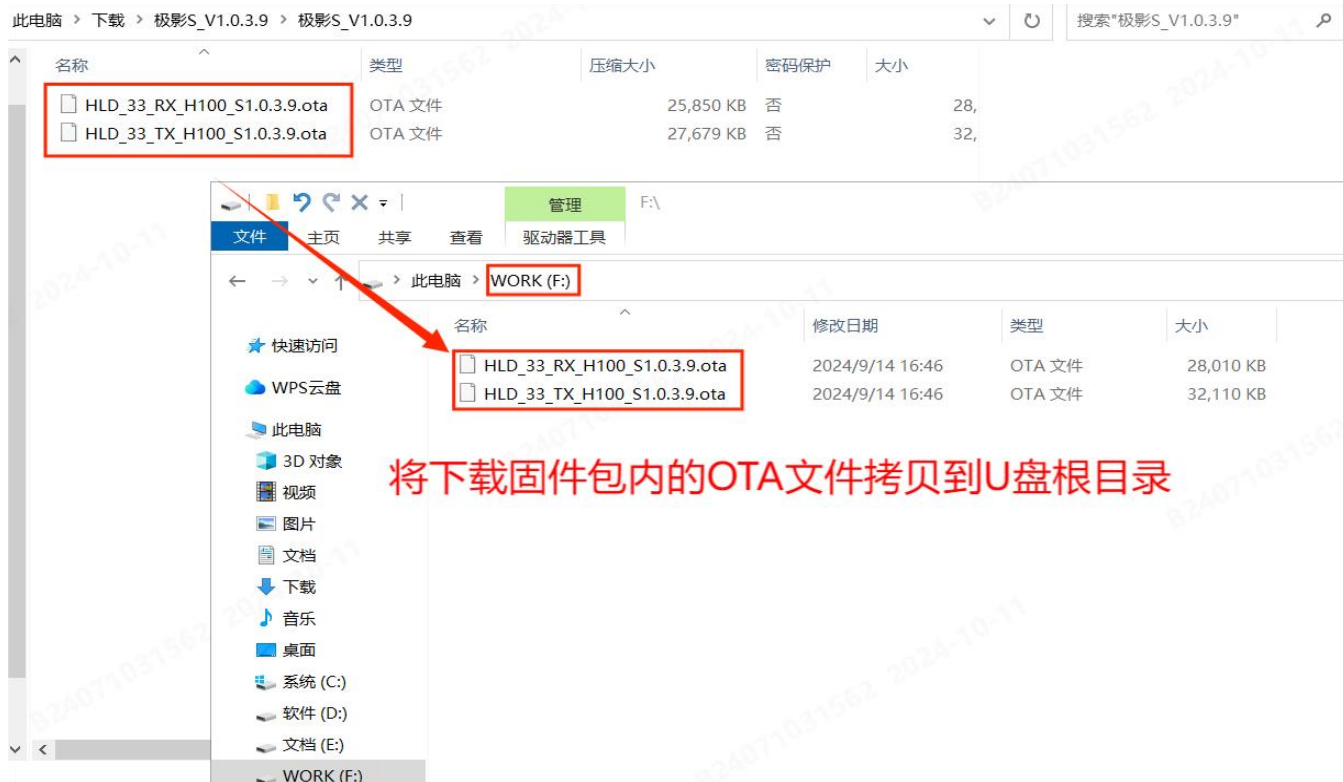 此电脑 > 下载 > 极影S_V1.0.3.9 > 极影S_V1.0.3.9
搜索"极影S_V1.0.3.9"
名称 类型 压缩大小 密码保护 大小
HLD_33_RX_H100_S1.0.3.9.ota OTA 文件 25,850 KB 否 28,
HLD_33_TX_H100_S1.0.3.9.ota OTA 文件 27,679 KB 否 32,
管理 F:\
文件 主页 共享 查看 驱动器工具
> 此电脑 > WORK (F:)
名称 修改日期 类型 大小
HLD_33_RX_H100_S1.0.3.9.ota 2024/9/14 16:46 OTA 文件 28,010 KB
HLD_33_TX_H100_S1.0.3.9.ota 2024/9/14 16:46 OTA 文件 32,110 KB
快速访问
WPS云盘
此电脑
3D 对象
视频
图片
文档
下载
音乐
桌面
系统 (C:)
软件 (D:)
文档 (E:)
WORK (F:)
将下载固件包内的OTA文件拷贝到U盘根目录
B24071031562 2024-10-11